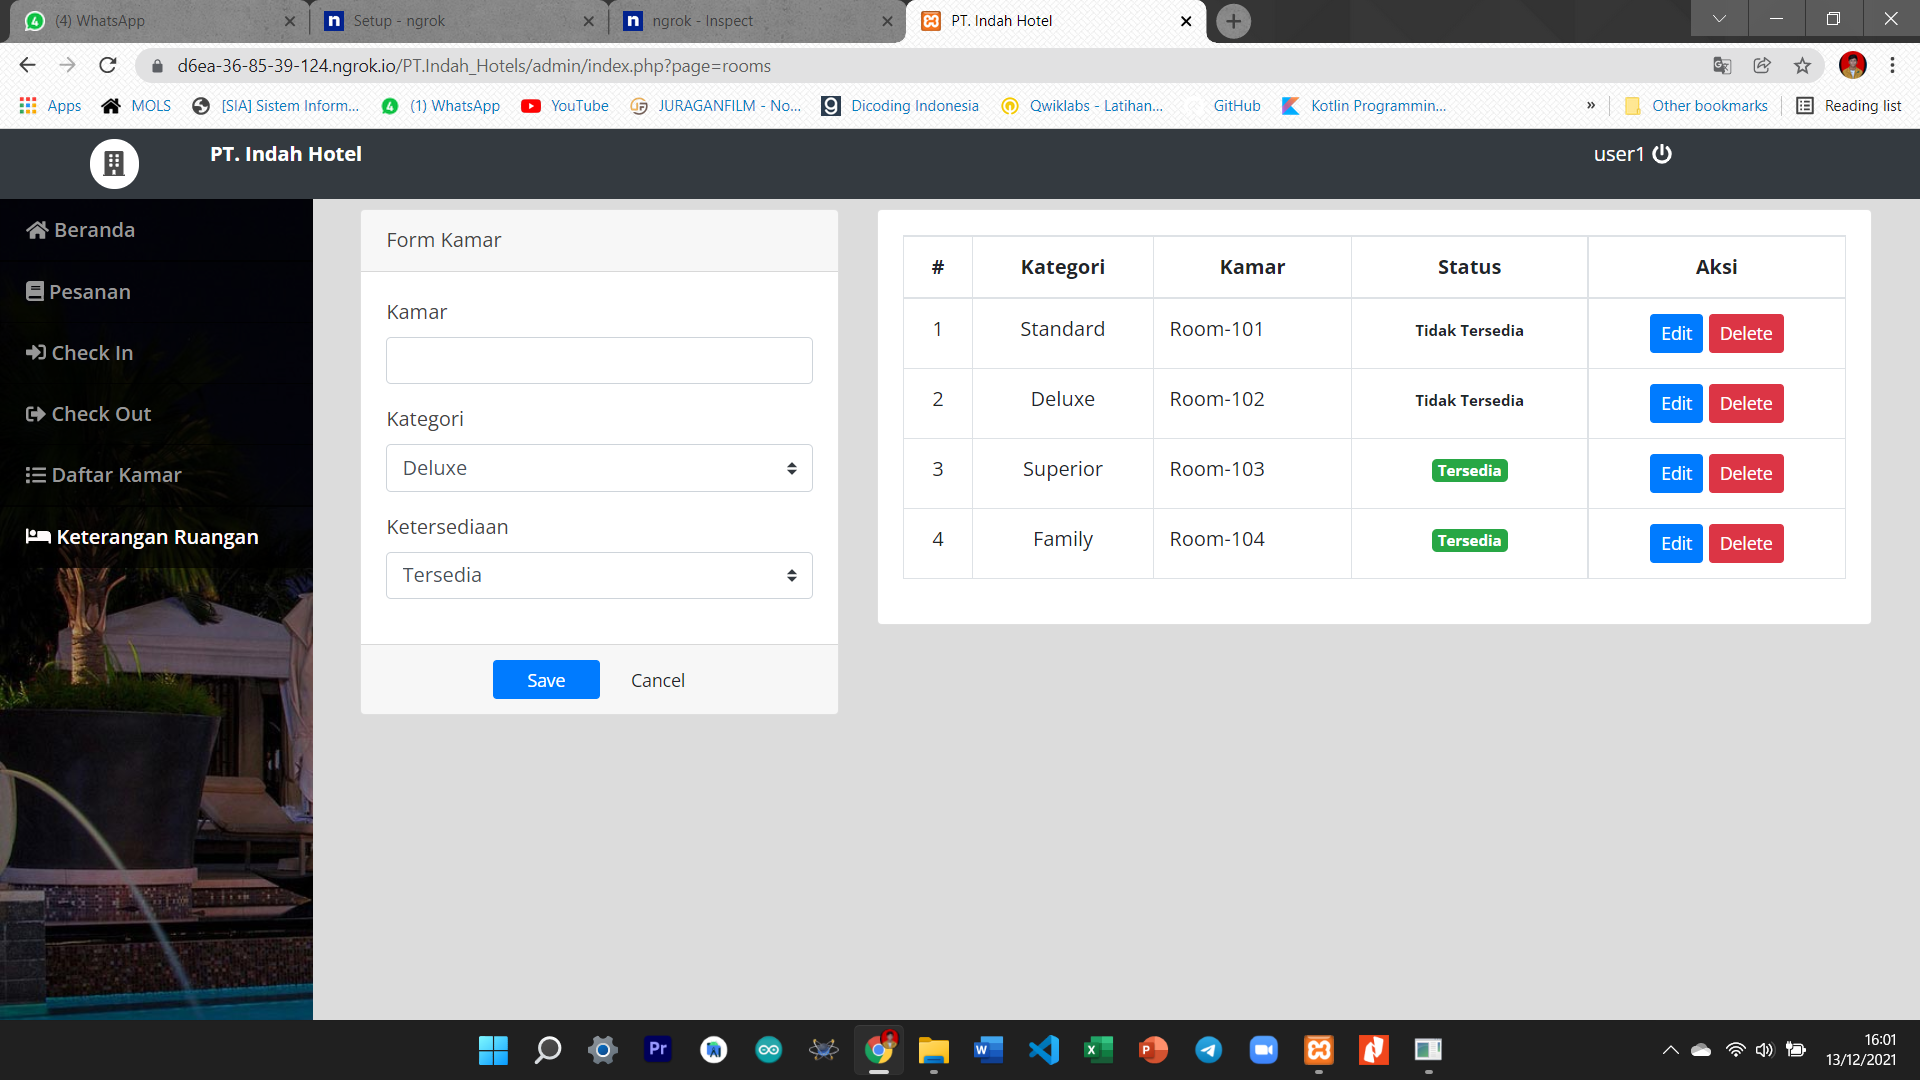 (4) WhatsApp
Setup - ngrok
ngrok - Inspect
PT. Indah Hotel
d6ea-36-85-39-124.ngrok.io/PT.Indah_Hotels/admin/index.php?page=rooms
Apps
MOLS
[SIA] Sistem Inform...
(1) WhatsApp
YouTube
JURAGANFILM - No...
Dicoding Indonesia
Qwiklabs - Latihan...
GitHub
Kotlin Programmin...
»
Other bookmarks
Reading list
PT. Indah Hotel
user1
Beranda
Pesanan
Check In
Check Out
Daftar Kamar
Keterangan Ruangan
Form Kamar
Kamar
Kategori
Deluxe
Ketersediaan
Tersedia
Save Cancel
# Kategori Kamar Status Aksi
1 Standard Room-101 Tidak Tersedia Edit Delete
2 Deluxe Room-102 Tidak Tersedia Edit Delete
3 Superior Room-103 Tersedia Edit Delete
4 Family Room-104 Tersedia Edit Delete
16:01
13/12/2021